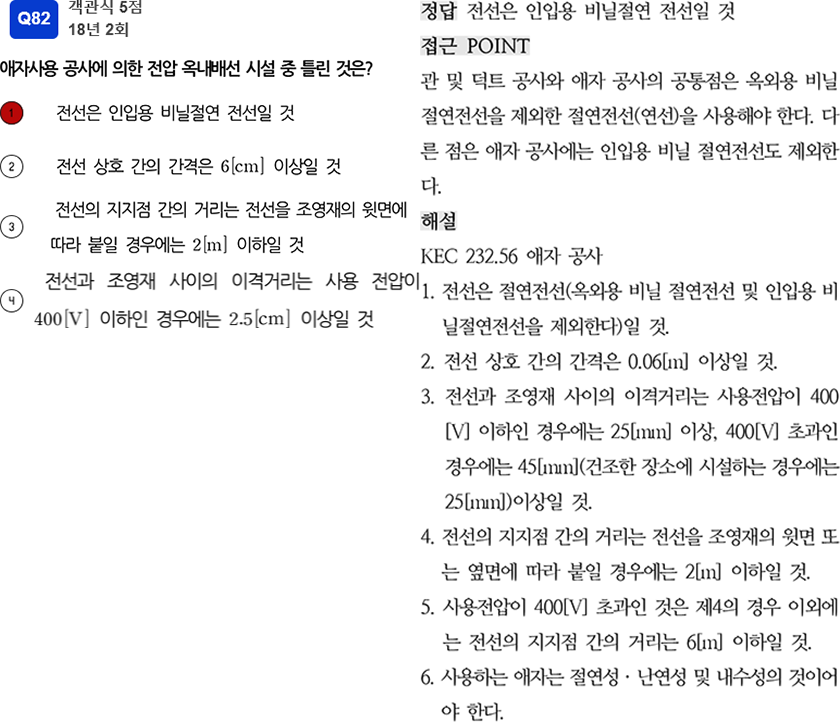 Q82
객관식 5점
18년 2회
애자사용 공사에 의한 전압 옥내배선 시설 중 틀린 것은?
1 전선은 인입용 비닐절연 전선일 것
2 전선 상호 간의 간격은 6[cm] 이상일 것
3 전선의 지지점 간의 거리는 전선을 조영재의 윗면에
따라 붙일 경우에는 2[m] 이하일 것
4 전선과 조영재 사이의 이격거리는 사용 전압이
400[V] 이하인 경우에는 2.5[cm] 이상일 것
정답 전선은 인입용 비닐절연 전선일 것
접근 POINT
관 및 덕트 공사와 애자 공사의 공통점은 옥외용 비닐
절연전선을 제외한 절연전선(연선)을 사용해야 한다. 다
른 점은 애자 공사에는 인입용 비닐 절연전선도 제외한
다.
해설
KEC 232.56 애자 공사
1. 전선은 절연전선(옥외용 비닐 절연전선 및 인입용 비
닐절연전선을 제외한다)일 것.
2. 전선 상호 간의 간격은 0.06[m] 이상일 것.
3. 전선과 조영재 사이의 이격거리는 사용전압이 400
[V] 이하인 경우에는 25[mm] 이상, 400[V] 초과인
경우에는 45[mm](건조한 장소에 시설하는 경우에는
25[mm])이상일 것.
4. 전선의 지지점 간의 거리는 전선을 조영재의 윗면 또
는 옆면에 따라 붙일 경우에는 2[m] 이하일 것.
5. 사용전압이 400[V] 초과인 것은 제4의 경우 이외에
는 전선의 지지점 간의 거리는 6[m] 이하일 것.
6. 사용하는 애자는 절연성 · 난연성 및 내수성의 것이어
야 한다.